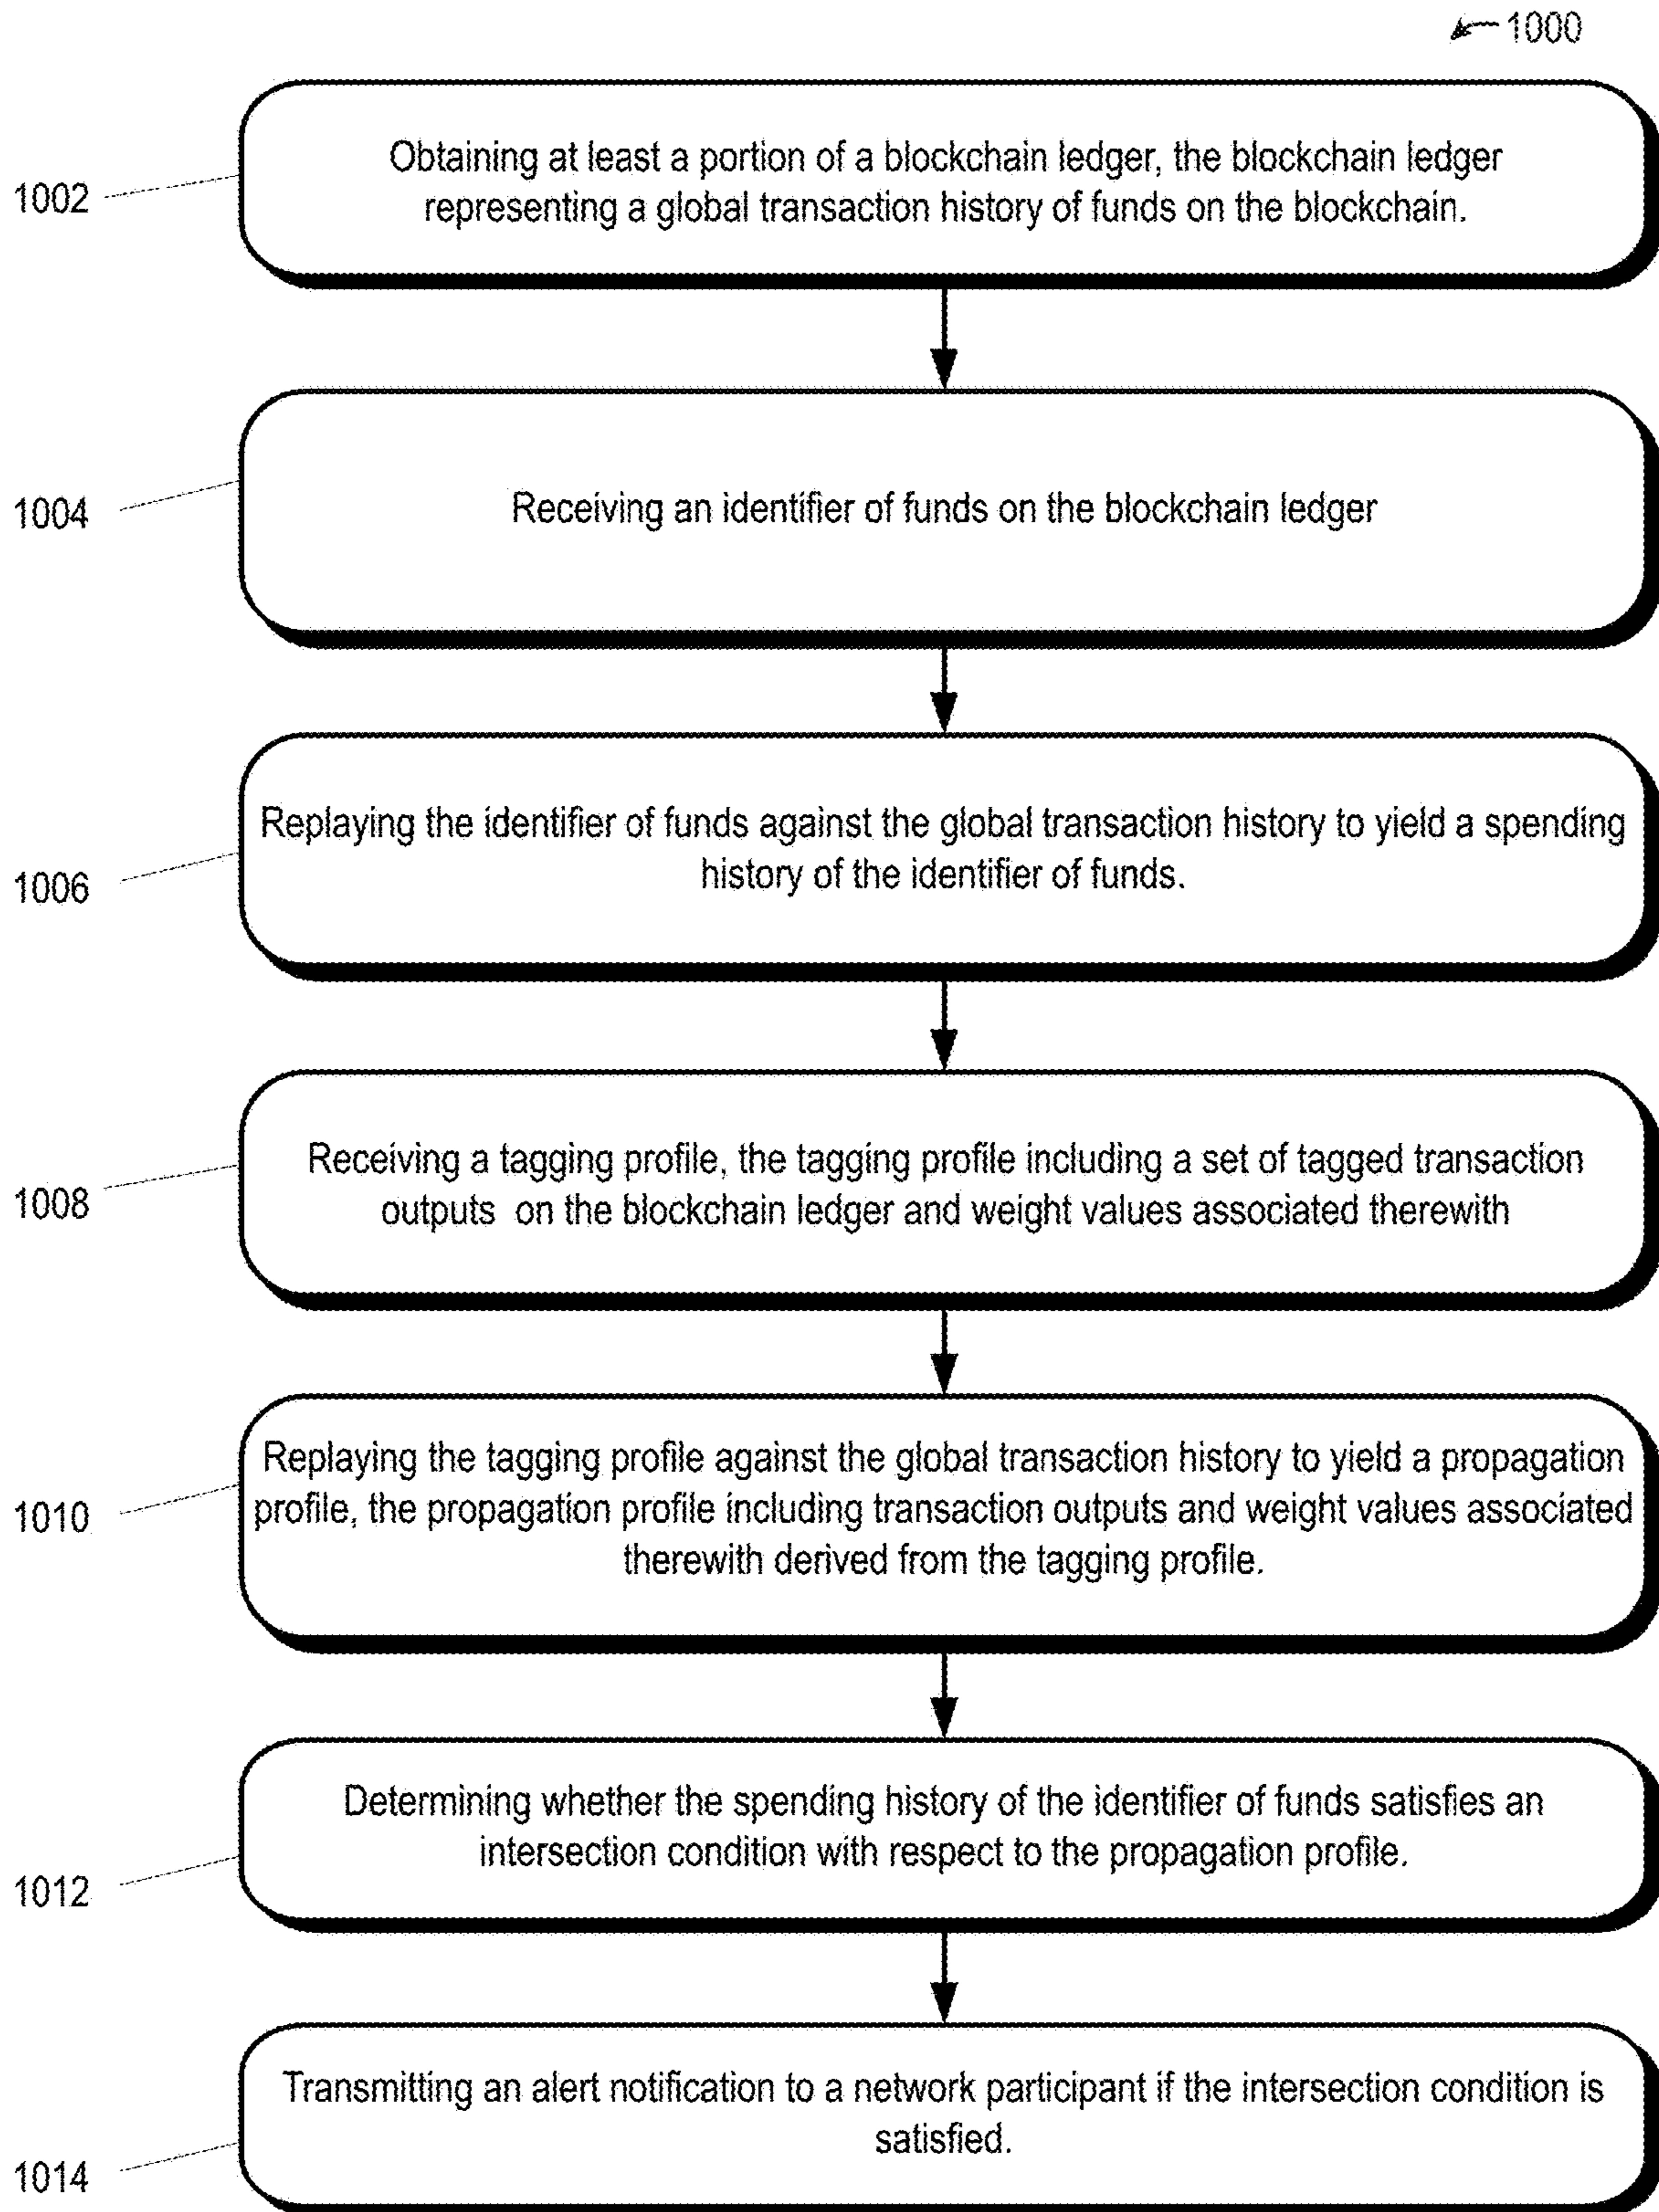 1000
Obtaining at least a portion of a blockchain ledger, the blockchain ledger
representing a global transaction history of funds on the blockchain.
1002
Receiving an identifier of funds on the blockchain ledger
1004
Replaying the identifier of funds against the global transaction history to yield a spending
history of the identifier of funds.
1006
Receiving a tagging profile, the tagging profile including a set of tagged transaction
outputs on the blockchain ledger and weight values associated therewith
1008
Replaying the tagging profile against the global transaction history to yield a propagation
profile, the propagation profile including transaction outputs and weight values associated
therewith derived from the tagging profile.
1010
Determining whether the spending history of the identifier of funds satisfies an
intersection condition with respect to the propagation profile.
1012
Transmitting an alert notification to a network participant if the intersection condition is
satisfied.
1014